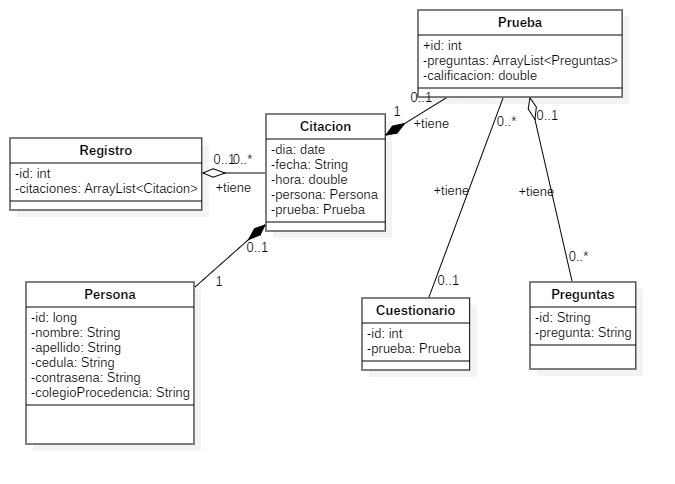 Prueba
+id: int
-preguntas: ArrayList<Preguntas>
-calificacion: double
0..1
1
+tiene
0..*
0..1
Citacion
-dia: date
-fecha: String
-hora: double
-persona: Persona
-prueba: Prueba
Registro
-id: int
-citaciones: ArrayList<Citacion>
0..1
0..*
+tiene
+tiene
+tiene
0..1
1
0..1
0..*
Persona
-id: long
-nombre: String
-apellido: String
-cedula: String
-contrasena: String
-colegioProcedencia: String
Cuestionario
-id: int
-prueba: Prueba
Preguntas
-id: String
-pregunta: String